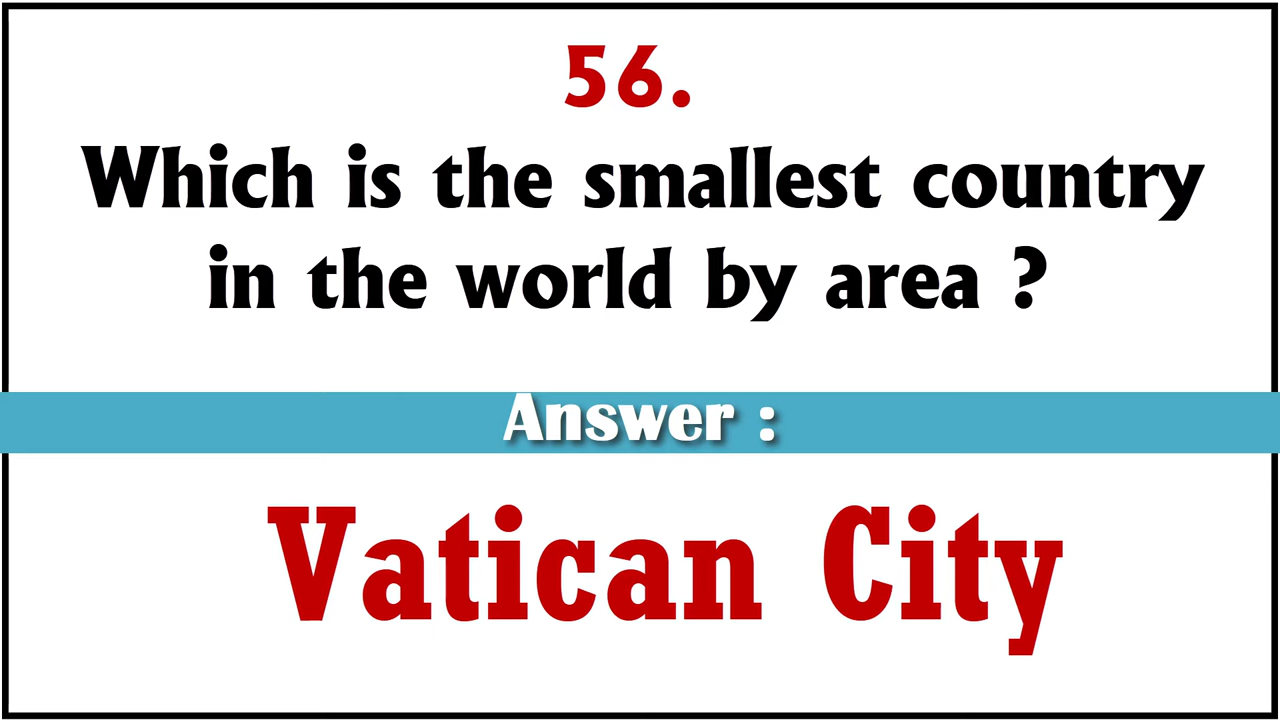 56.
Which is the smallest country
in the world by area ?
Answer :
Vatican City